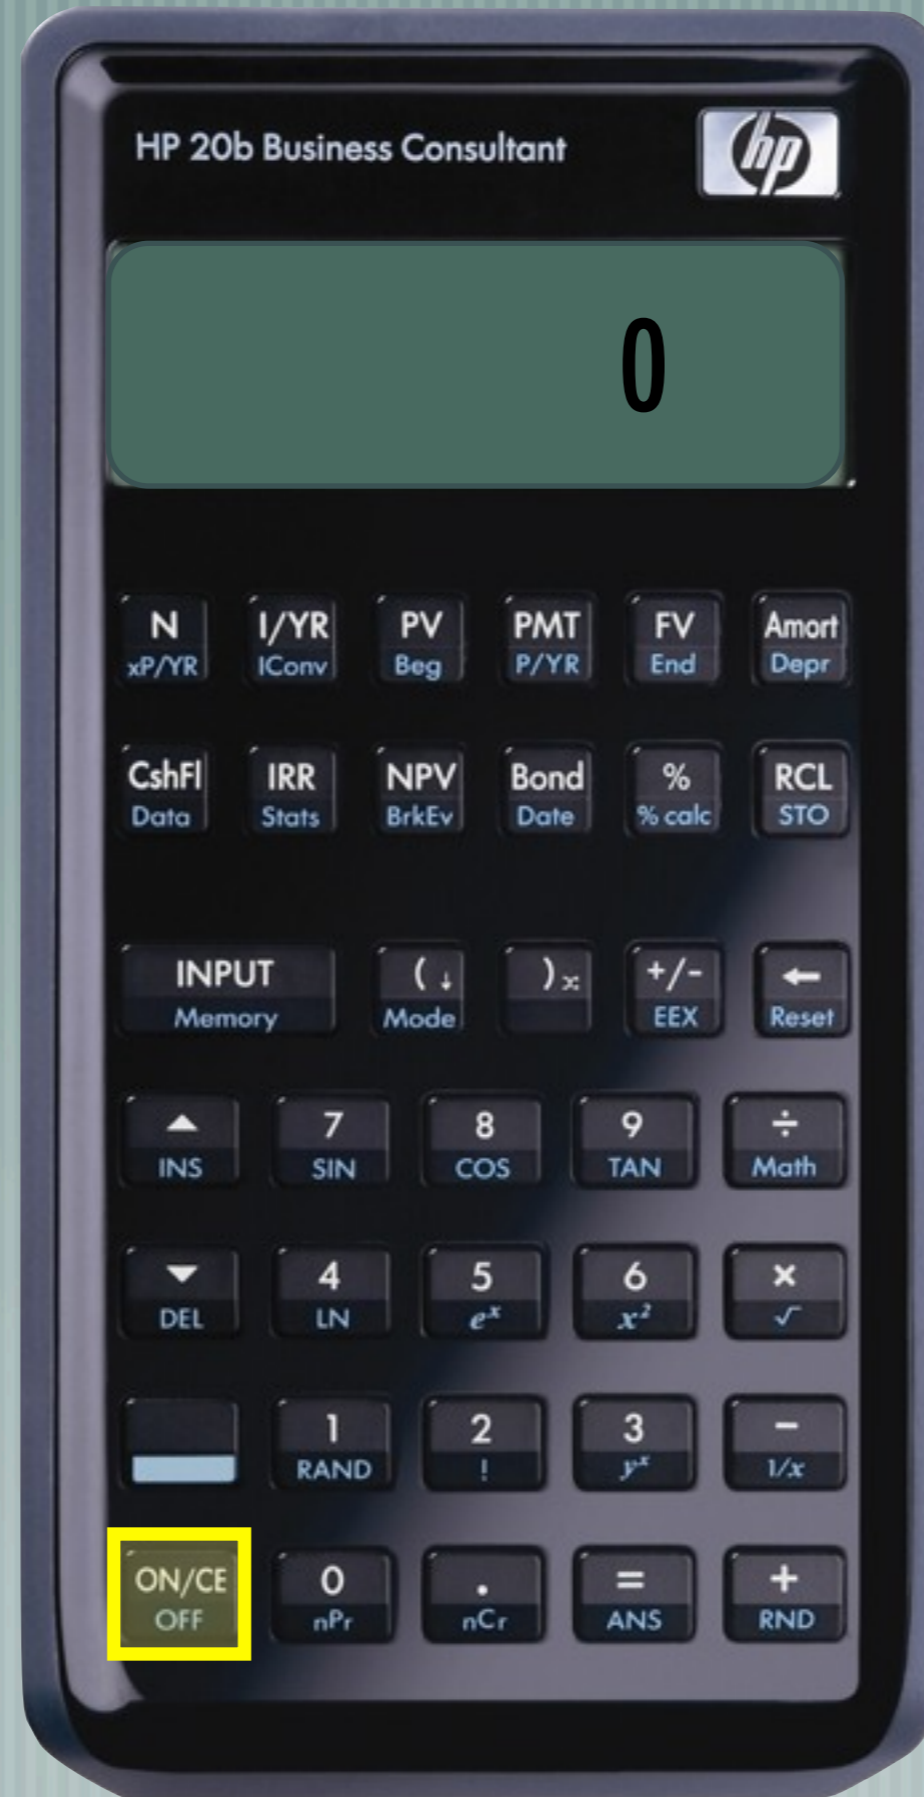 HP 20b Business Consultant
hp
0
N I/YR PV PMT FV Amort
xP/YR IConv Beg P/YR End Depr
CshFl IRR NPV Bond % RCL
Data Stats BrkEv Date % calc STO
INPUT ( ↓ ) +/- ←
Memory Mode EEX Reset
▲ 7 8 9 ÷
INS SIN COS TAN Math
▼ 4 5 6 ×
DEL LN eˣ x² √
1 2 3 −
RAND ! yˣ 1/x
ON/CE 0 . = +
OFF nPr nCr ANS RND